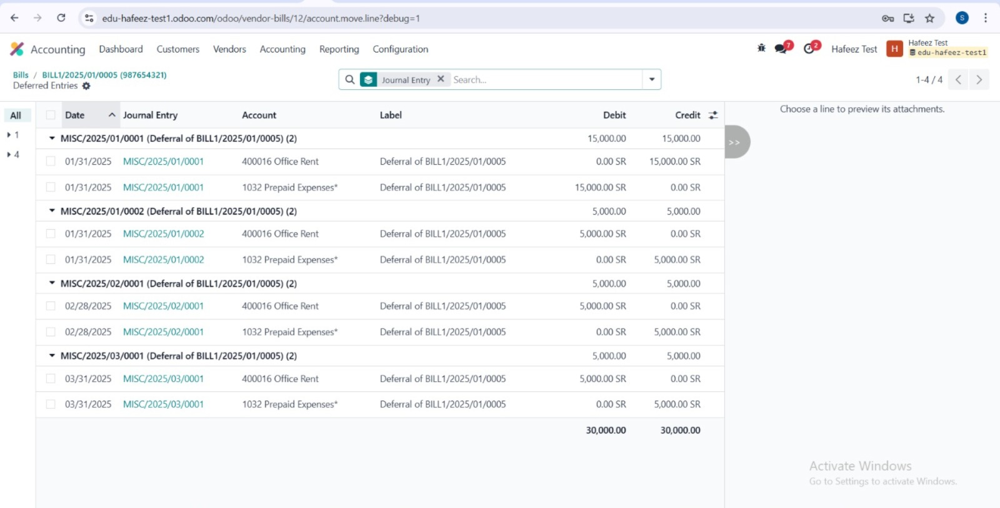 edu-hafeez-test1.odoo.com/odoo/vendor-bills/12/account.move.line?debug=1
S
Accounting Dashboard Customers Vendors Accounting Reporting Configuration
7 2 Hafeez Test H Hafeez Test
edu-hafeez-test1
Bills / BILL1/2025/01/0005 (987654321)
Deferred Entries
Journal Entry Search...
1-4 / 4
All
1
4
Date Journal Entry Account Label Debit Credit
MISC/2025/01/0001 (Deferral of BILL1/2025/01/0005) (2) 15,000.00 15,000.00
01/31/2025 MISC/2025/01/0001 400016 Office Rent Deferral of BILL1/2025/01/0005 0.00 SR 15,000.00 SR
01/31/2025 MISC/2025/01/0001 1032 Prepaid Expenses* Deferral of BILL1/2025/01/0005 15,000.00 SR 0.00 SR
MISC/2025/01/0002 (Deferral of BILL1/2025/01/0005) (2) 5,000.00 5,000.00
01/31/2025 MISC/2025/01/0002 400016 Office Rent Deferral of BILL1/2025/01/0005 5,000.00 SR 0.00 SR
01/31/2025 MISC/2025/01/0002 1032 Prepaid Expenses* Deferral of BILL1/2025/01/0005 0.00 SR 5,000.00 SR
MISC/2025/02/0001 (Deferral of BILL1/2025/01/0005) (2) 5,000.00 5,000.00
02/28/2025 MISC/2025/02/0001 400016 Office Rent Deferral of BILL1/2025/01/0005 5,000.00 SR 0.00 SR
02/28/2025 MISC/2025/02/0001 1032 Prepaid Expenses* Deferral of BILL1/2025/01/0005 0.00 SR 5,000.00 SR
MISC/2025/03/0001 (Deferral of BILL1/2025/01/0005) (2) 5,000.00 5,000.00
03/31/2025 MISC/2025/03/0001 400016 Office Rent Deferral of BILL1/2025/01/0005 5,000.00 SR 0.00 SR
03/31/2025 MISC/2025/03/0001 1032 Prepaid Expenses* Deferral of BILL1/2025/01/0005 0.00 SR 5,000.00 SR
30,000.00 30,000.00
Choose a line to preview its attachments.
>>
Activate Windows
Go to Settings to activate Windows.